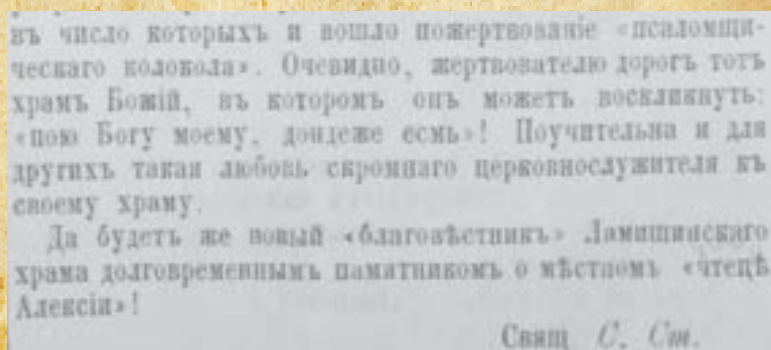 въ число которыхъ и вошло пожертвованіе «псаломщи-
ческаго колокола». Очевидно, жертвователю дорогъ тотъ
храмъ Божій, въ которомъ онъ можетъ воскликнуть:
«пою Богу моему, дондеже есмь»! Поучительна и для
другихъ такая любовь скромнаго церковнослужителя къ
своему храму.
Да будетъ же новый «благовѣстникъ» Ламишинскаго
храма долговременнымъ памятникомъ о мѣстномъ «чтецѣ
Алексіи»!
Свящ С. Ст.